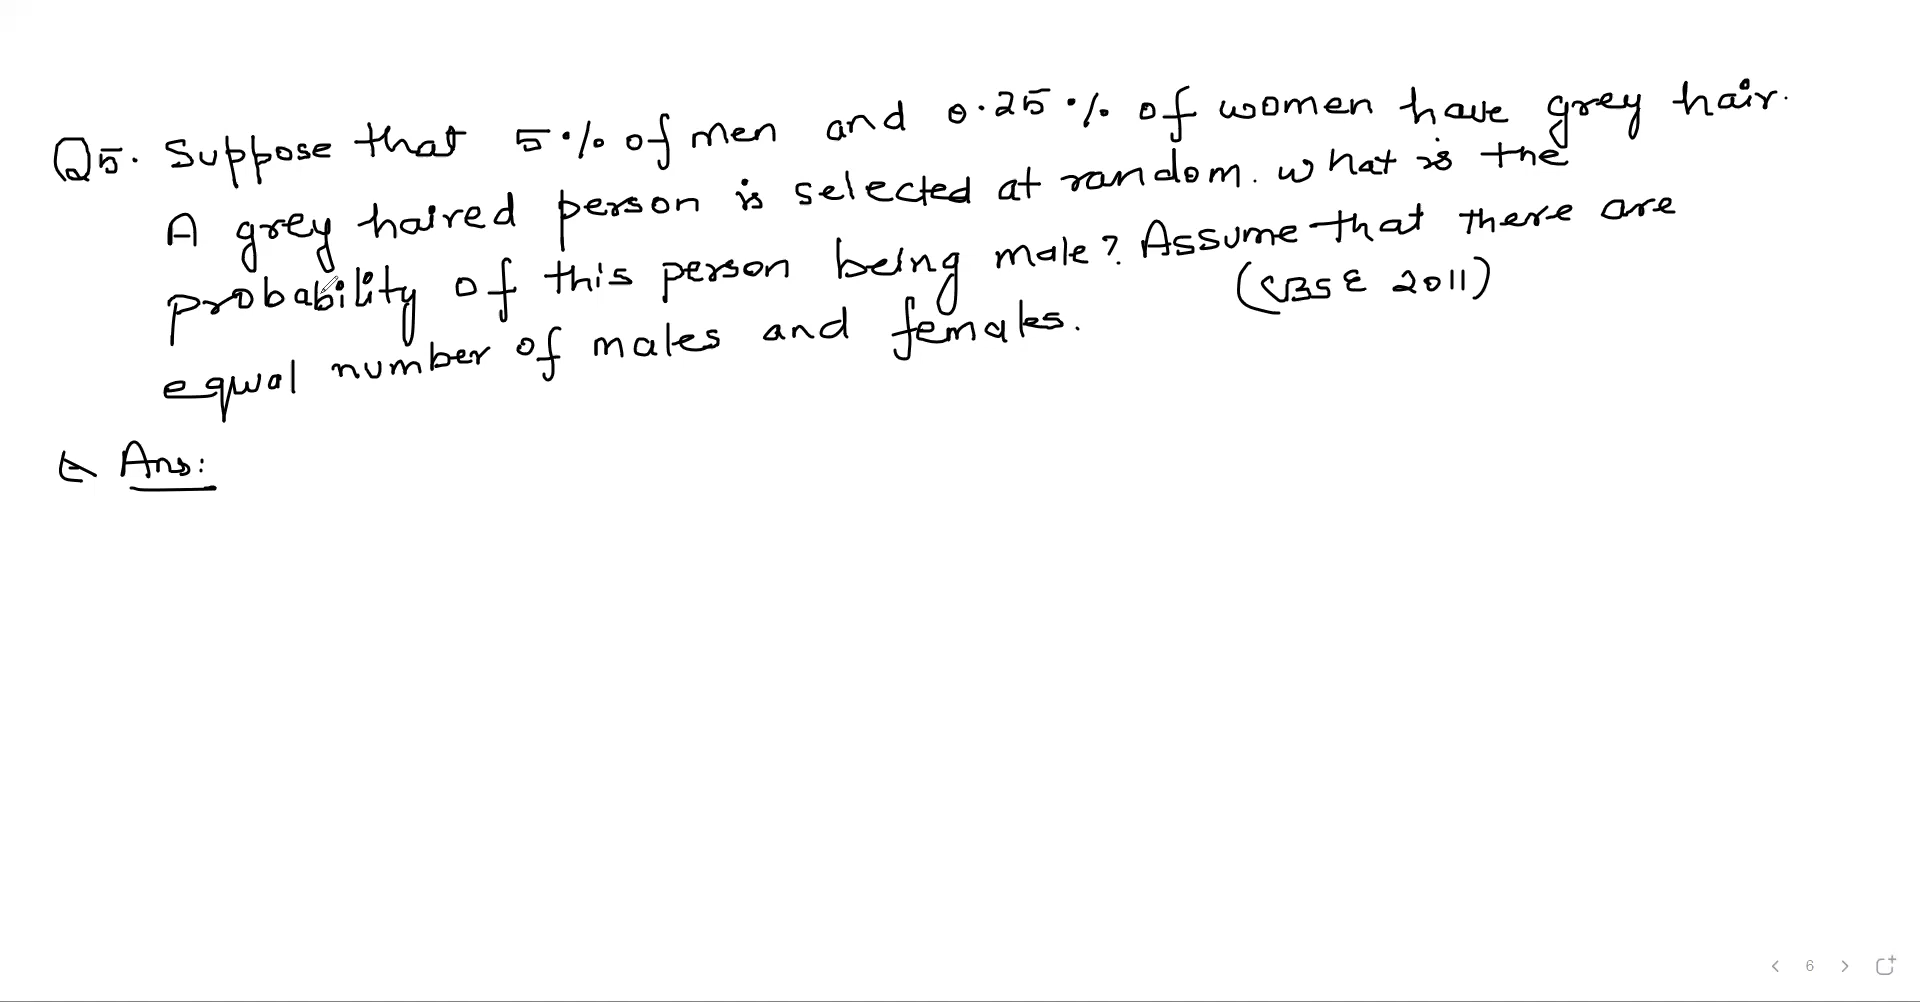 Q5. Suppose that 5% of men and 0.25% of women have grey hair.
A grey haired person is selected at random. What is the
probability of this person being male? Assume that there are
equal number of males and females. (CBSE 2011)
Ans:
6